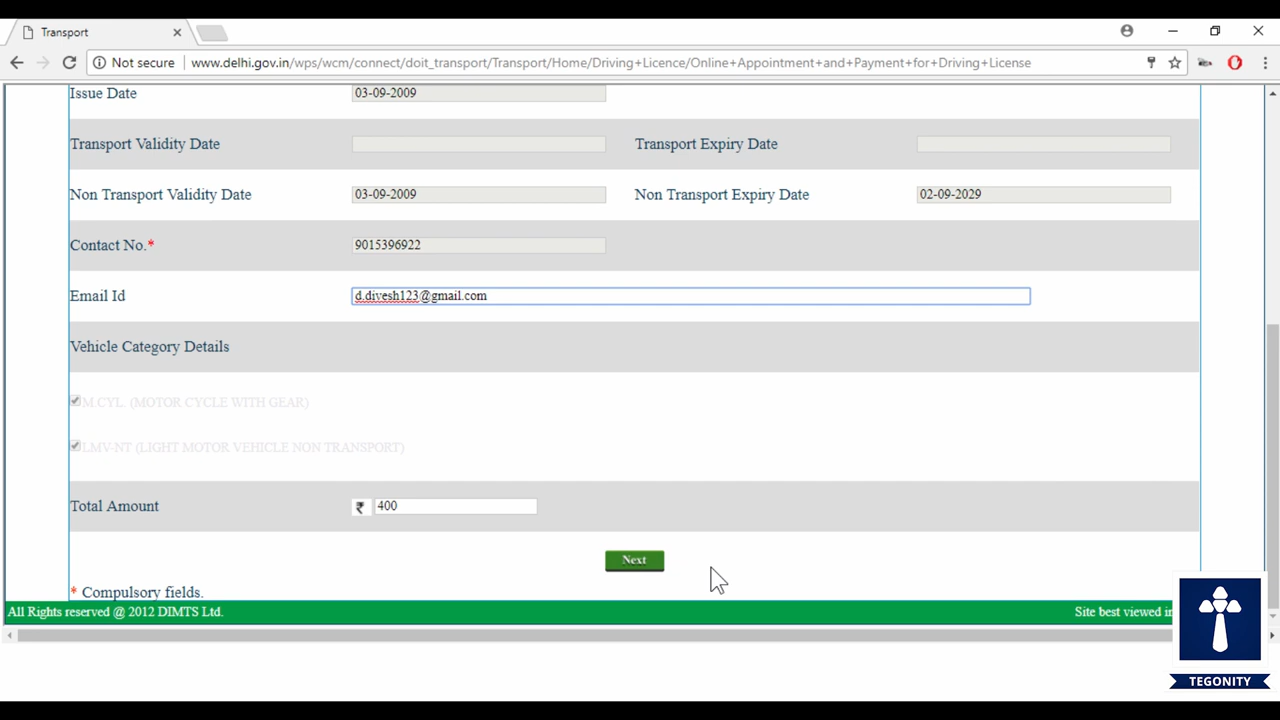 Transport
Not secure | www.delhi.gov.in/wps/wcm/connect/doit_transport/Transport/Home/Driving+Licence/Online+Appointment+and+Payment+for+Driving+License
Issue Date 03-09-2009
Transport Validity Date Transport Expiry Date
Non Transport Validity Date 03-09-2009 Non Transport Expiry Date 02-09-2029
Contact No.* 9015396922
Email Id d.divesh123@gmail.com
Vehicle Category Details
M CYL. (MOTOR CYCLE WITH GEAR)
LMV-NT (LIGHT MOTOR VEHICLE NON TRANSPORT)
Total Amount ₹ 400
Next
* Compulsory fields.
All Rights reserved @ 2012 DIMTS Ltd. Site best viewed in
TEGONITY